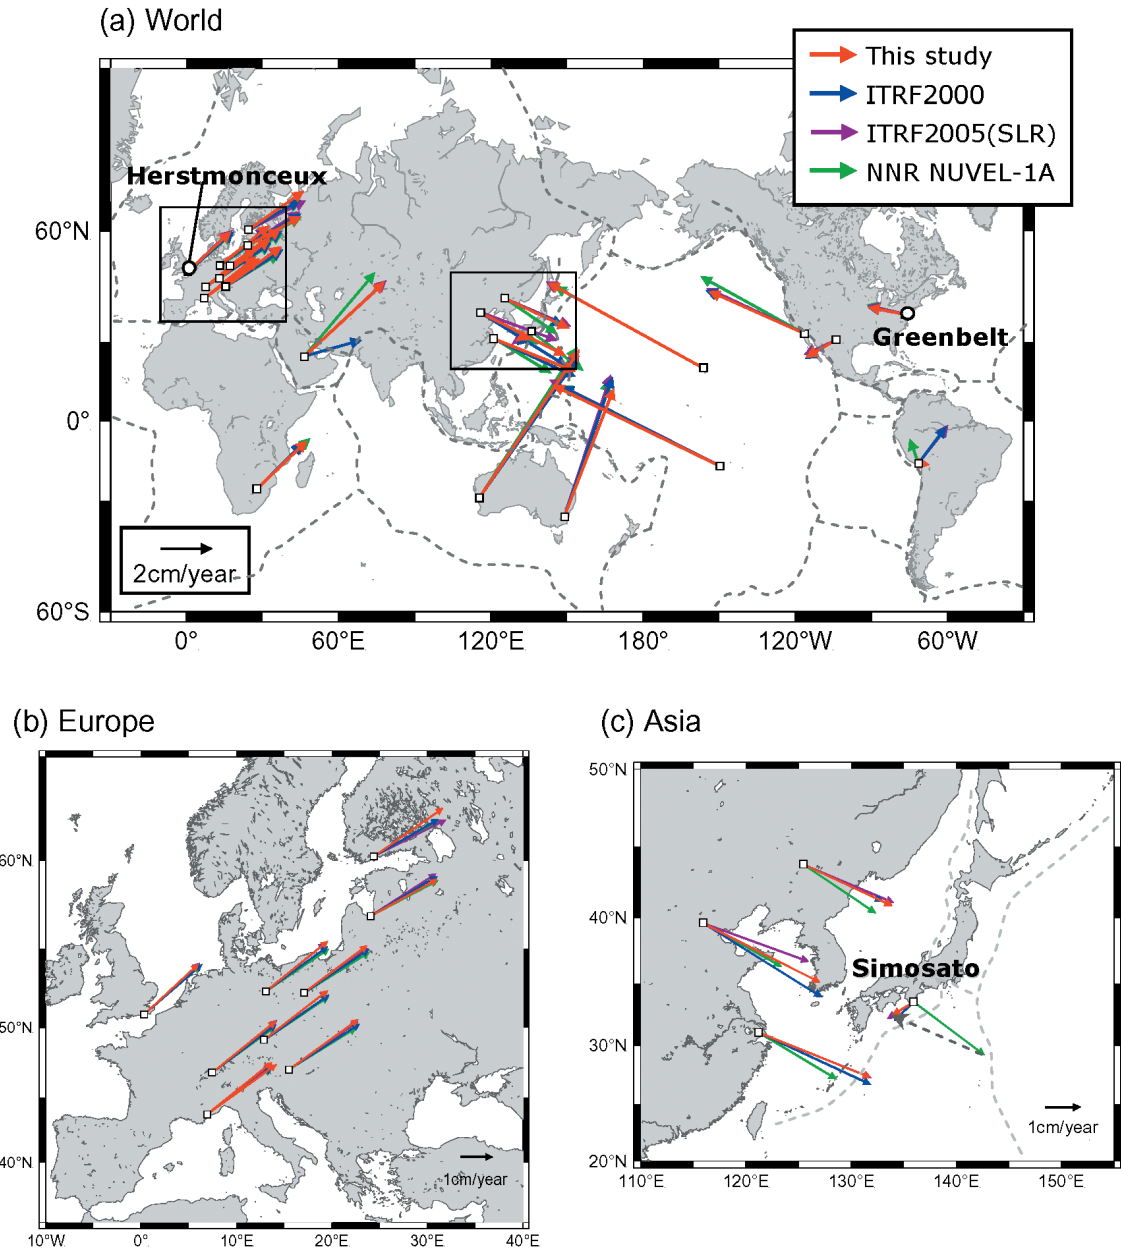 (a) World
This study
ITRF2000
ITRF2005(SLR)
NNR NUVEL-1A
Herstmonceux
60°N
Greenbelt
0°
2cm/year
60°S
0°
60°E
120°E
180°
120°W
60°W
(b) Europe
(c) Asia
60°N
50°N
40°N
1cm/year
10°W
0°
10°E
20°E
30°E
40°E
50°N
40°N
Simosato
30°N
1cm/year
20°N
110°E
120°E
130°E
140°E
150°E